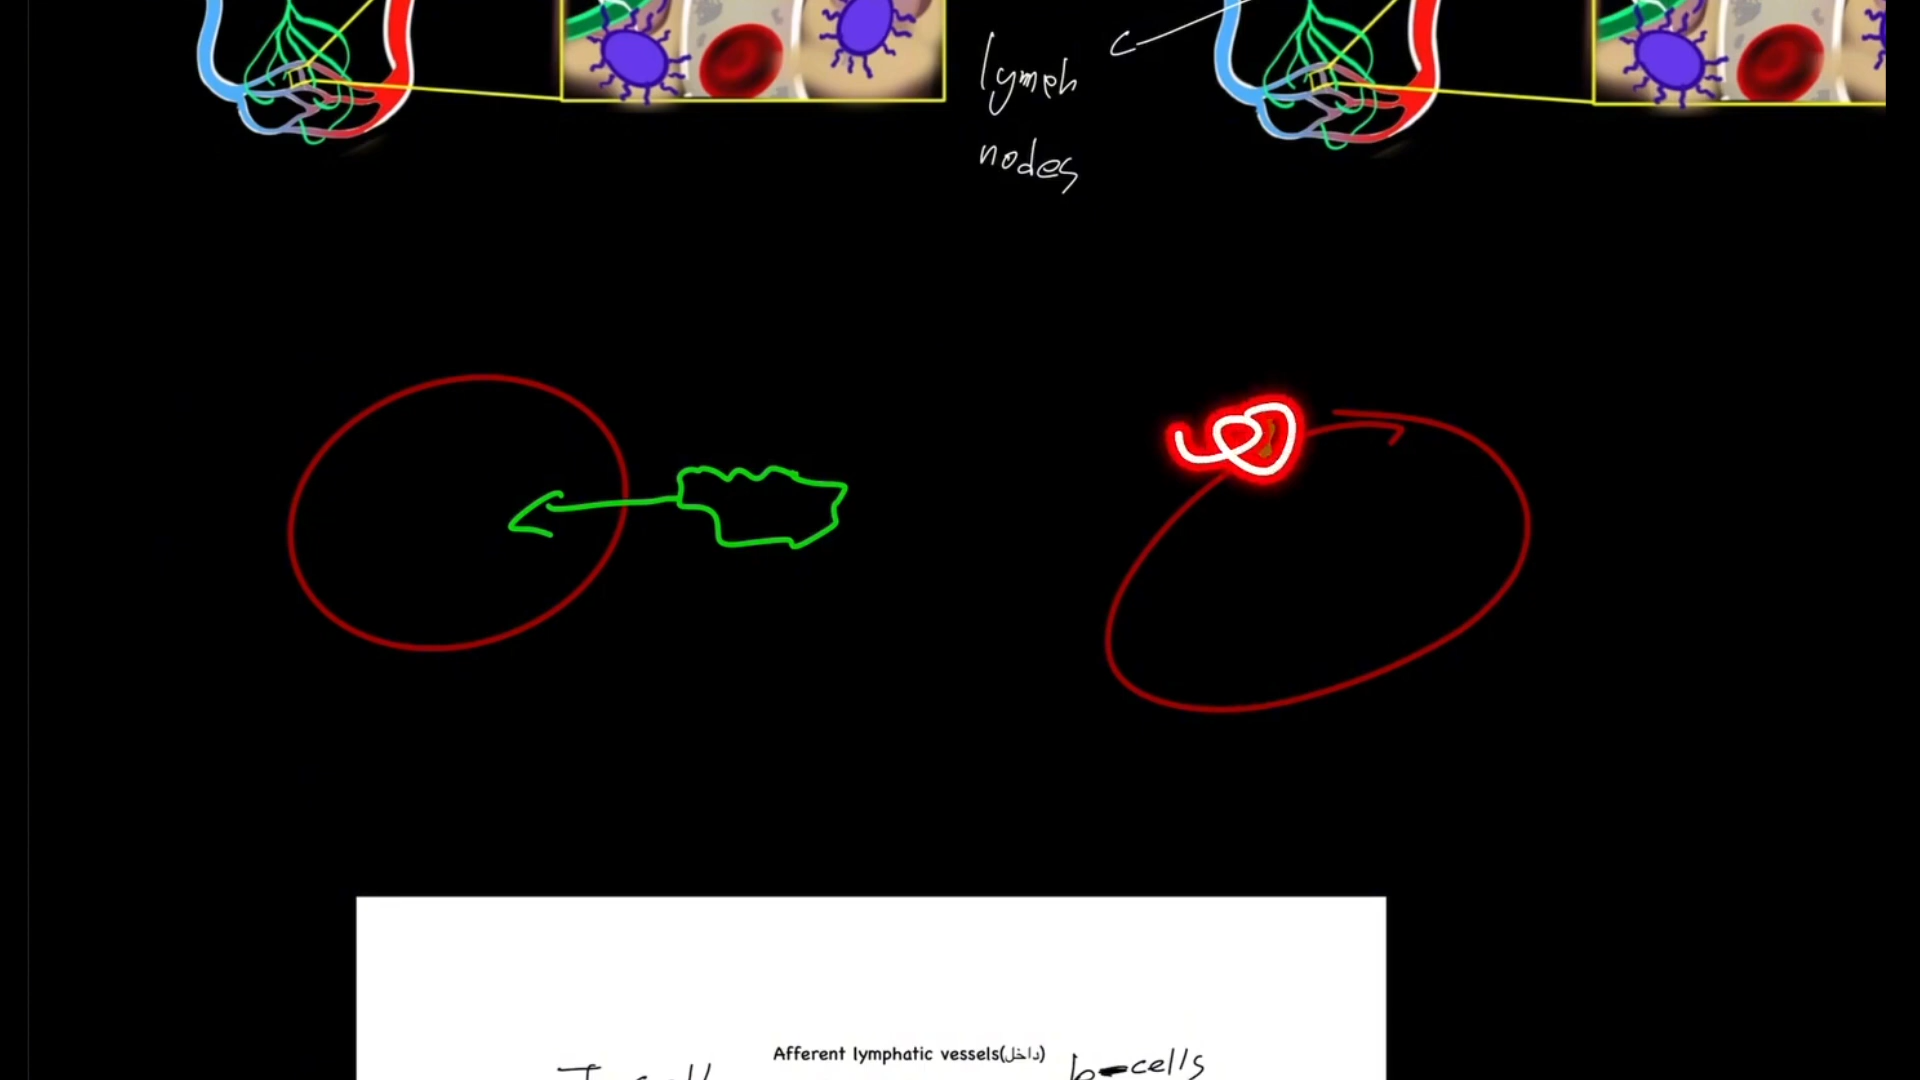 lymph
nodes
Afferent lymphatic vessels(داخل)
b-cells